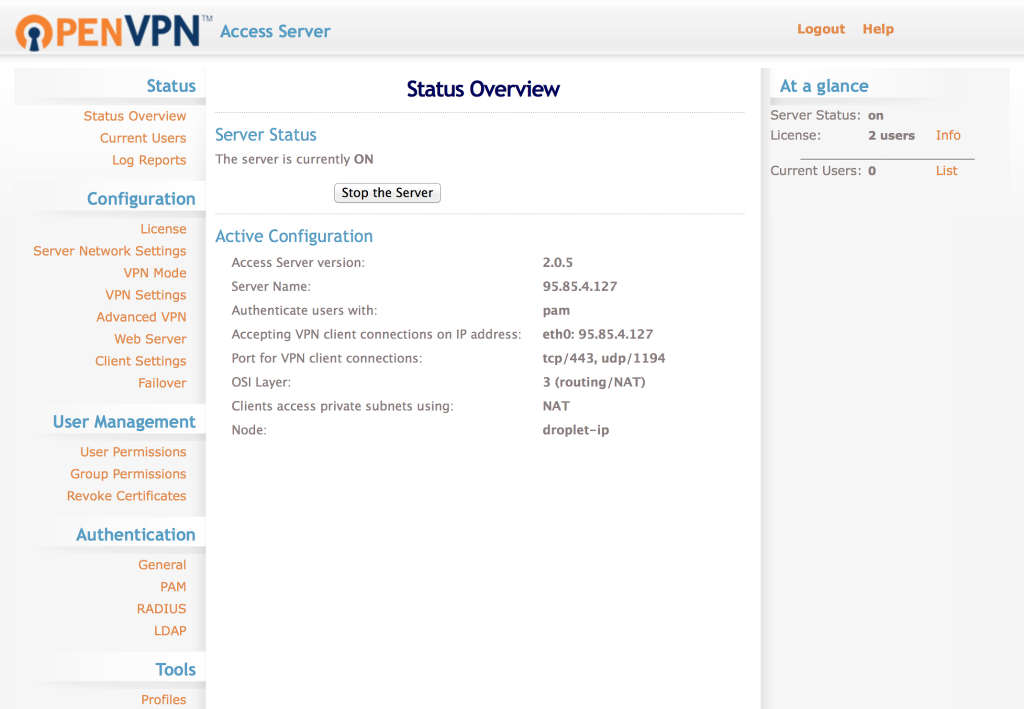 OPENVPN™ Access Server
Logout Help
Status
Status Overview
Current Users
Log Reports
Configuration
License
Server Network Settings
VPN Mode
VPN Settings
Advanced VPN
Web Server
Client Settings
Failover
User Management
User Permissions
Group Permissions
Revoke Certificates
Authentication
General
PAM
RADIUS
LDAP
Tools
Profiles
Status Overview
Server Status
The server is currently ON
Stop the Server
Active Configuration
Access Server version: 2.0.5
Server Name: 95.85.4.127
Authenticate users with: pam
Accepting VPN client connections on IP address: eth0: 95.85.4.127
Port for VPN client connections: tcp/443, udp/1194
OSI Layer: 3 (routing/NAT)
Clients access private subnets using: NAT
Node: droplet-ip
At a glance
Server Status: on
License: 2 users Info
Current Users: 0 List